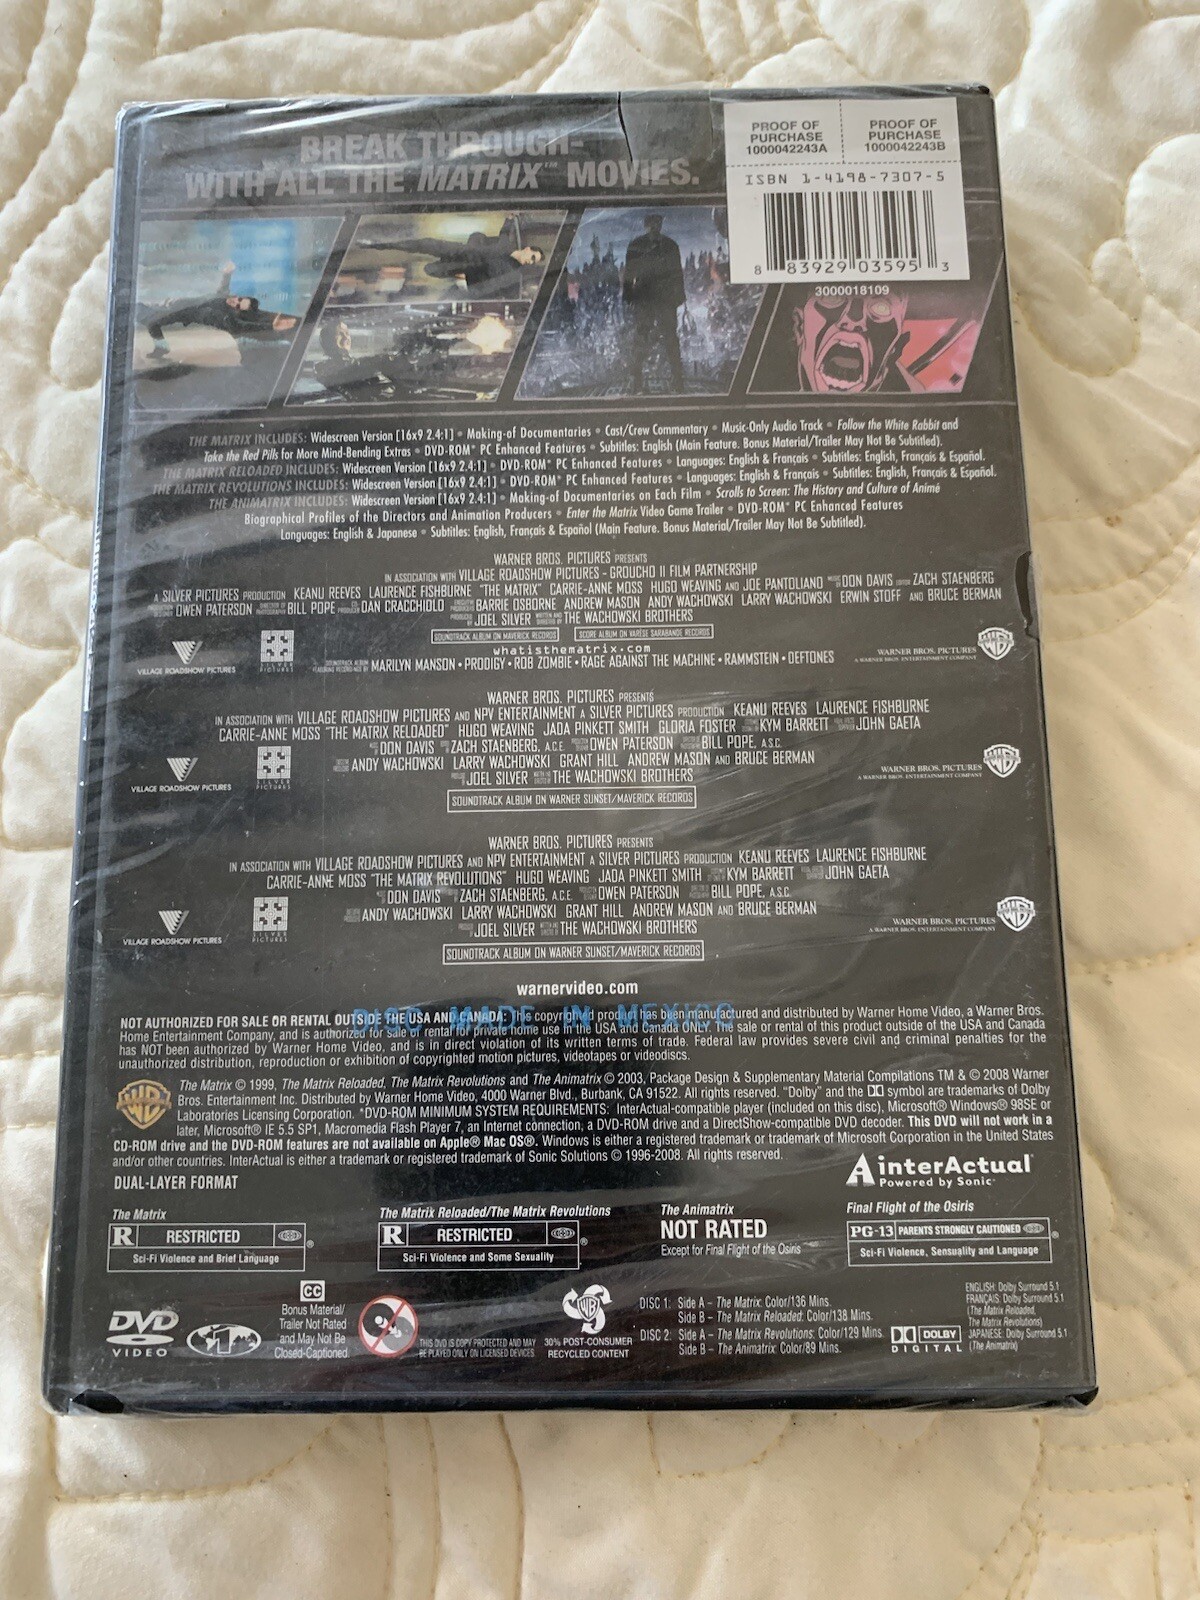 BREAK THROUGH-
WITH ALL THE MATRIX™ MOVIES.
PROOF OF
PURCHASE
1000042243A
PROOF OF
PURCHASE
1000042243B
ISBN 1-4198-7307-5
8 83929 03595 3
3000018109
THE MATRIX INCLUDES: Widescreen Version [16x9 2.4:1] • Making-of Documentaries • Cast/Crew Commentary • Music-Only Audio Track • Follow the White Rabbit and
Take the Red Pills for More Mind-Bending Extras • DVD-ROM* PC Enhanced Features • Subtitles: English (Main Feature. Bonus Material/Trailer May Not Be Subtitled).
THE MATRIX RELOADED INCLUDES: Widescreen Version [16x9 2.4:1] • DVD-ROM* PC Enhanced Features • Languages: English & Français • Subtitles: English, Français & Español.
THE MATRIX REVOLUTIONS INCLUDES: Widescreen Version [16x9 2.4:1] • DVD-ROM* PC Enhanced Features • Languages: English & Français • Subtitles: English, Français & Español.
THE ANIMATRIX INCLUDES: Widescreen Version [16x9 2.4:1] • Making-of Documentaries on Each Film • Scrolls to Screen: The History and Culture of Animé
Biographical Profiles of the Directors and Animation Producers • Enter the Matrix Video Game Trailer • DVD-ROM* PC Enhanced Features
Languages: English & Japanese • Subtitles: English, Français & Español (Main Feature. Bonus Material/Trailer May Not Be Subtitled).
WARNER BROS. PICTURES PRESENTS
IN ASSOCIATION WITH VILLAGE ROADSHOW PICTURES - GROUCHO II FILM PARTNERSHIP
A SILVER PICTURES PRODUCTION KEANU REEVES LAURENCE FISHBURNE "THE MATRIX" CARRIE-ANNE MOSS HUGO WEAVING AND JOE PANTOLIANO MUSIC BY DON DAVIS EDITOR ZACH STAENBERG
OWEN PATERSON BILL POPE DAN CRACCHIOLO BARRIE OSBORNE ANDREW MASON ANDY WACHOWSKI LARRY WACHOWSKI ERWIN STOFF AND BRUCE BERMAN
JOEL SILVER THE WACHOWSKI BROTHERS
SOUNDTRACK ALBUM ON MAVERICK RECORDS SCORE ALBUM ON VARÈSE SARABANDE RECORDS
whatisthematrix.com
MARILYN MANSON • PRODIGY • ROB ZOMBIE • RAGE AGAINST THE MACHINE • RAMMSTEIN • DEFTONES
VILLAGE ROADSHOW PICTURES
WARNER BROS. PICTURES
A WARNER BROS. ENTERTAINMENT COMPANY
WARNER BROS. PICTURES PRESENTS
IN ASSOCIATION WITH VILLAGE ROADSHOW PICTURES AND NPV ENTERTAINMENT A SILVER PICTURES PRODUCTION KEANU REEVES LAURENCE FISHBURNE
CARRIE-ANNE MOSS "THE MATRIX RELOADED" HUGO WEAVING JADA PINKETT SMITH GLORIA FOSTER KYM BARRETT JOHN GAETA
DON DAVIS ZACH STAENBERG, A.C.E. OWEN PATERSON BILL POPE, A.S.C.
ANDY WACHOWSKI LARRY WACHOWSKI GRANT HILL ANDREW MASON AND BRUCE BERMAN
JOEL SILVER THE WACHOWSKI BROTHERS
SOUNDTRACK ALBUM ON WARNER SUNSET/MAVERICK RECORDS
VILLAGE ROADSHOW PICTURES
SILVER PICTURES
WARNER BROS. PICTURES
A WARNER BROS. ENTERTAINMENT COMPANY
WARNER BROS. PICTURES PRESENTS
IN ASSOCIATION WITH VILLAGE ROADSHOW PICTURES AND NPV ENTERTAINMENT A SILVER PICTURES PRODUCTION KEANU REEVES LAURENCE FISHBURNE
CARRIE-ANNE MOSS "THE MATRIX REVOLUTIONS" HUGO WEAVING JADA PINKETT SMITH KYM BARRETT JOHN GAETA
DON DAVIS ZACH STAENBERG, A.C.E. OWEN PATERSON BILL POPE, A.S.C.
ANDY WACHOWSKI LARRY WACHOWSKI GRANT HILL ANDREW MASON AND BRUCE BERMAN
JOEL SILVER THE WACHOWSKI BROTHERS
SOUNDTRACK ALBUM ON WARNER SUNSET/MAVERICK RECORDS
VILLAGE ROADSHOW PICTURES
SILVER PICTURES
WARNER BROS. PICTURES
A WARNER BROS. ENTERTAINMENT COMPANY
warnervideo.com
DISC MADE IN MEXICO
NOT AUTHORIZED FOR SALE OR RENTAL OUTSIDE THE USA AND CANADA: This copyrighted product has been manufactured and distributed by Warner Home Video, a Warner Bros.
Home Entertainment Company, and is authorized for sale or rental for private home use in the USA and Canada ONLY. The sale or rental of this product outside of the USA and Canada
has NOT been authorized by Warner Home Video, and is in direct violation of its written terms of trade. Federal law provides severe civil and criminal penalties for the
unauthorized distribution, reproduction or exhibition of copyrighted motion pictures, videotapes or videodiscs.
The Matrix © 1999, The Matrix Reloaded, The Matrix Revolutions and The Animatrix © 2003, Package Design & Supplementary Material Compilations TM & © 2008 Warner
Bros. Entertainment Inc. Distributed by Warner Home Video, 4000 Warner Blvd., Burbank, CA 91522. All rights reserved. "Dolby" and the DD symbol are trademarks of Dolby
Laboratories Licensing Corporation. *DVD-ROM MINIMUM SYSTEM REQUIREMENTS: InterActual-compatible player (included on this disc), Microsoft® Windows® 98SE or
later, Microsoft® IE 5.5 SP1, Macromedia Flash Player 7, an Internet connection, a DVD-ROM drive and a DirectShow-compatible DVD decoder. This DVD will not work in a
CD-ROM drive and the DVD-ROM features are not available on Apple® Mac OS®. Windows is either a registered trademark or trademark of Microsoft Corporation in the United States
and/or other countries. InterActual is either a trademark or registered trademark of Sonic Solutions © 1996-2008. All rights reserved.
DUAL-LAYER FORMAT
interActual
Powered by Sonic
The Matrix
R RESTRICTED ®
Sci-Fi Violence and Brief Language
The Matrix Reloaded/The Matrix Revolutions
R RESTRICTED ®
Sci-Fi Violence and Some Sexuality
The Animatrix
NOT RATED
Except for Final Flight of the Osiris
Final Flight of the Osiris
PG-13 PARENTS STRONGLY CAUTIONED ®
Sci-Fi Violence, Sensuality and Language
DVD
VIDEO
1
CC
Bonus Material/
Trailer Not Rated
and May Not Be
Closed-Captioned.
THIS DVD IS COPY PROTECTED AND MAY
BE PLAYED ONLY ON LICENSED DEVICES.
30% POST-CONSUMER
RECYCLED CONTENT
DISC 1: Side A – The Matrix: Color/136 Mins.
Side B – The Matrix Reloaded: Color/138 Mins.
DISC 2: Side A – The Matrix Revolutions: Color/129 Mins.
Side B – The Animatrix: Color/89 Mins.
DOLBY
DIGITAL
ENGLISH: Dolby Surround 5.1
FRANÇAIS: Dolby Surround 5.1
(The Matrix Reloaded,
The Matrix Revolutions)
JAPANESE: Dolby Surround 5.1
(The Animatrix)